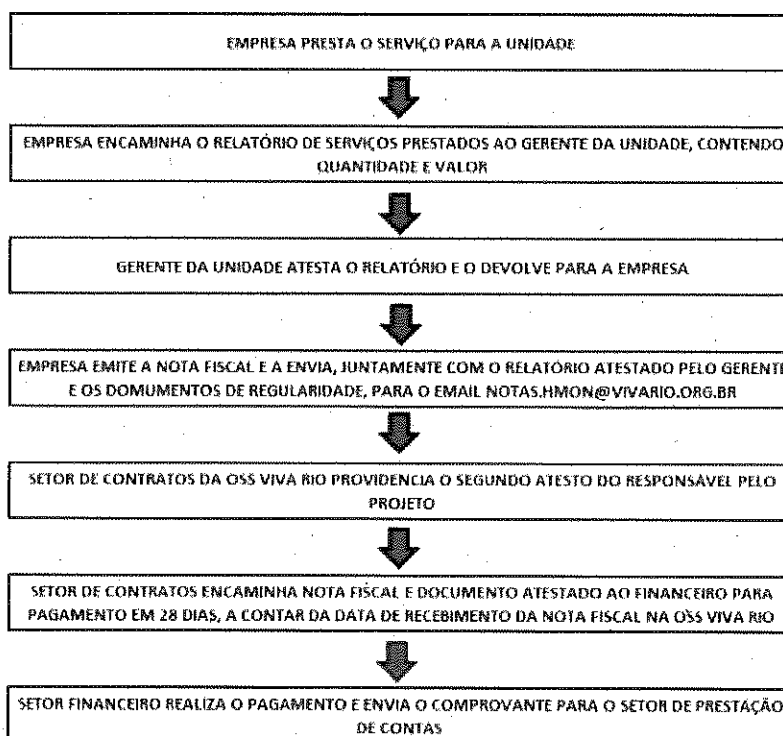 EMPRESA PRESTA O SERVIÇO PARA A UNIDADE
EMPRESA ENCAMINHA O RELATÓRIO DE SERVIÇOS PRESTADOS AO GERENTE DA UNIDADE, CONTENDO
QUANTIDADE E VALOR
GERENTE DA UNIDADE ATESTA O RELATÓRIO E O DEVOLVE PARA A EMPRESA
EMPRESA EMITE A NOTA FISCAL E A ENVIA, JUNTAMENTE COM O RELATÓRIO ATESTADO PELO GERENTE
E OS DOMUMENTOS DE REGULARIDADE, PARA O EMAIL NOTAS.HMON@VIVARIO.ORG.BR
SETOR DE CONTRATOS DA OSS VIVA RIO PROVIDENCIA O SEGUNDO ATESTO DO RESPONSÁVEL PELO
PROJETO
SETOR DE CONTRATOS ENCAMINHA NOTA FISCAL E DOCUMENTO ATESTADO AO FINANCEIRO PARA
PAGAMENTO EM 28 DIAS, A CONTAR DA DATA DE RECEBIMENTO DA NOTA FISCAL NA OSS VIVA RIO
SETOR FINANCEIRO REALIZA O PAGAMENTO E ENVIA O COMPROVANTE PARA O SETOR DE PRESTAÇÃO
DE CONTAS